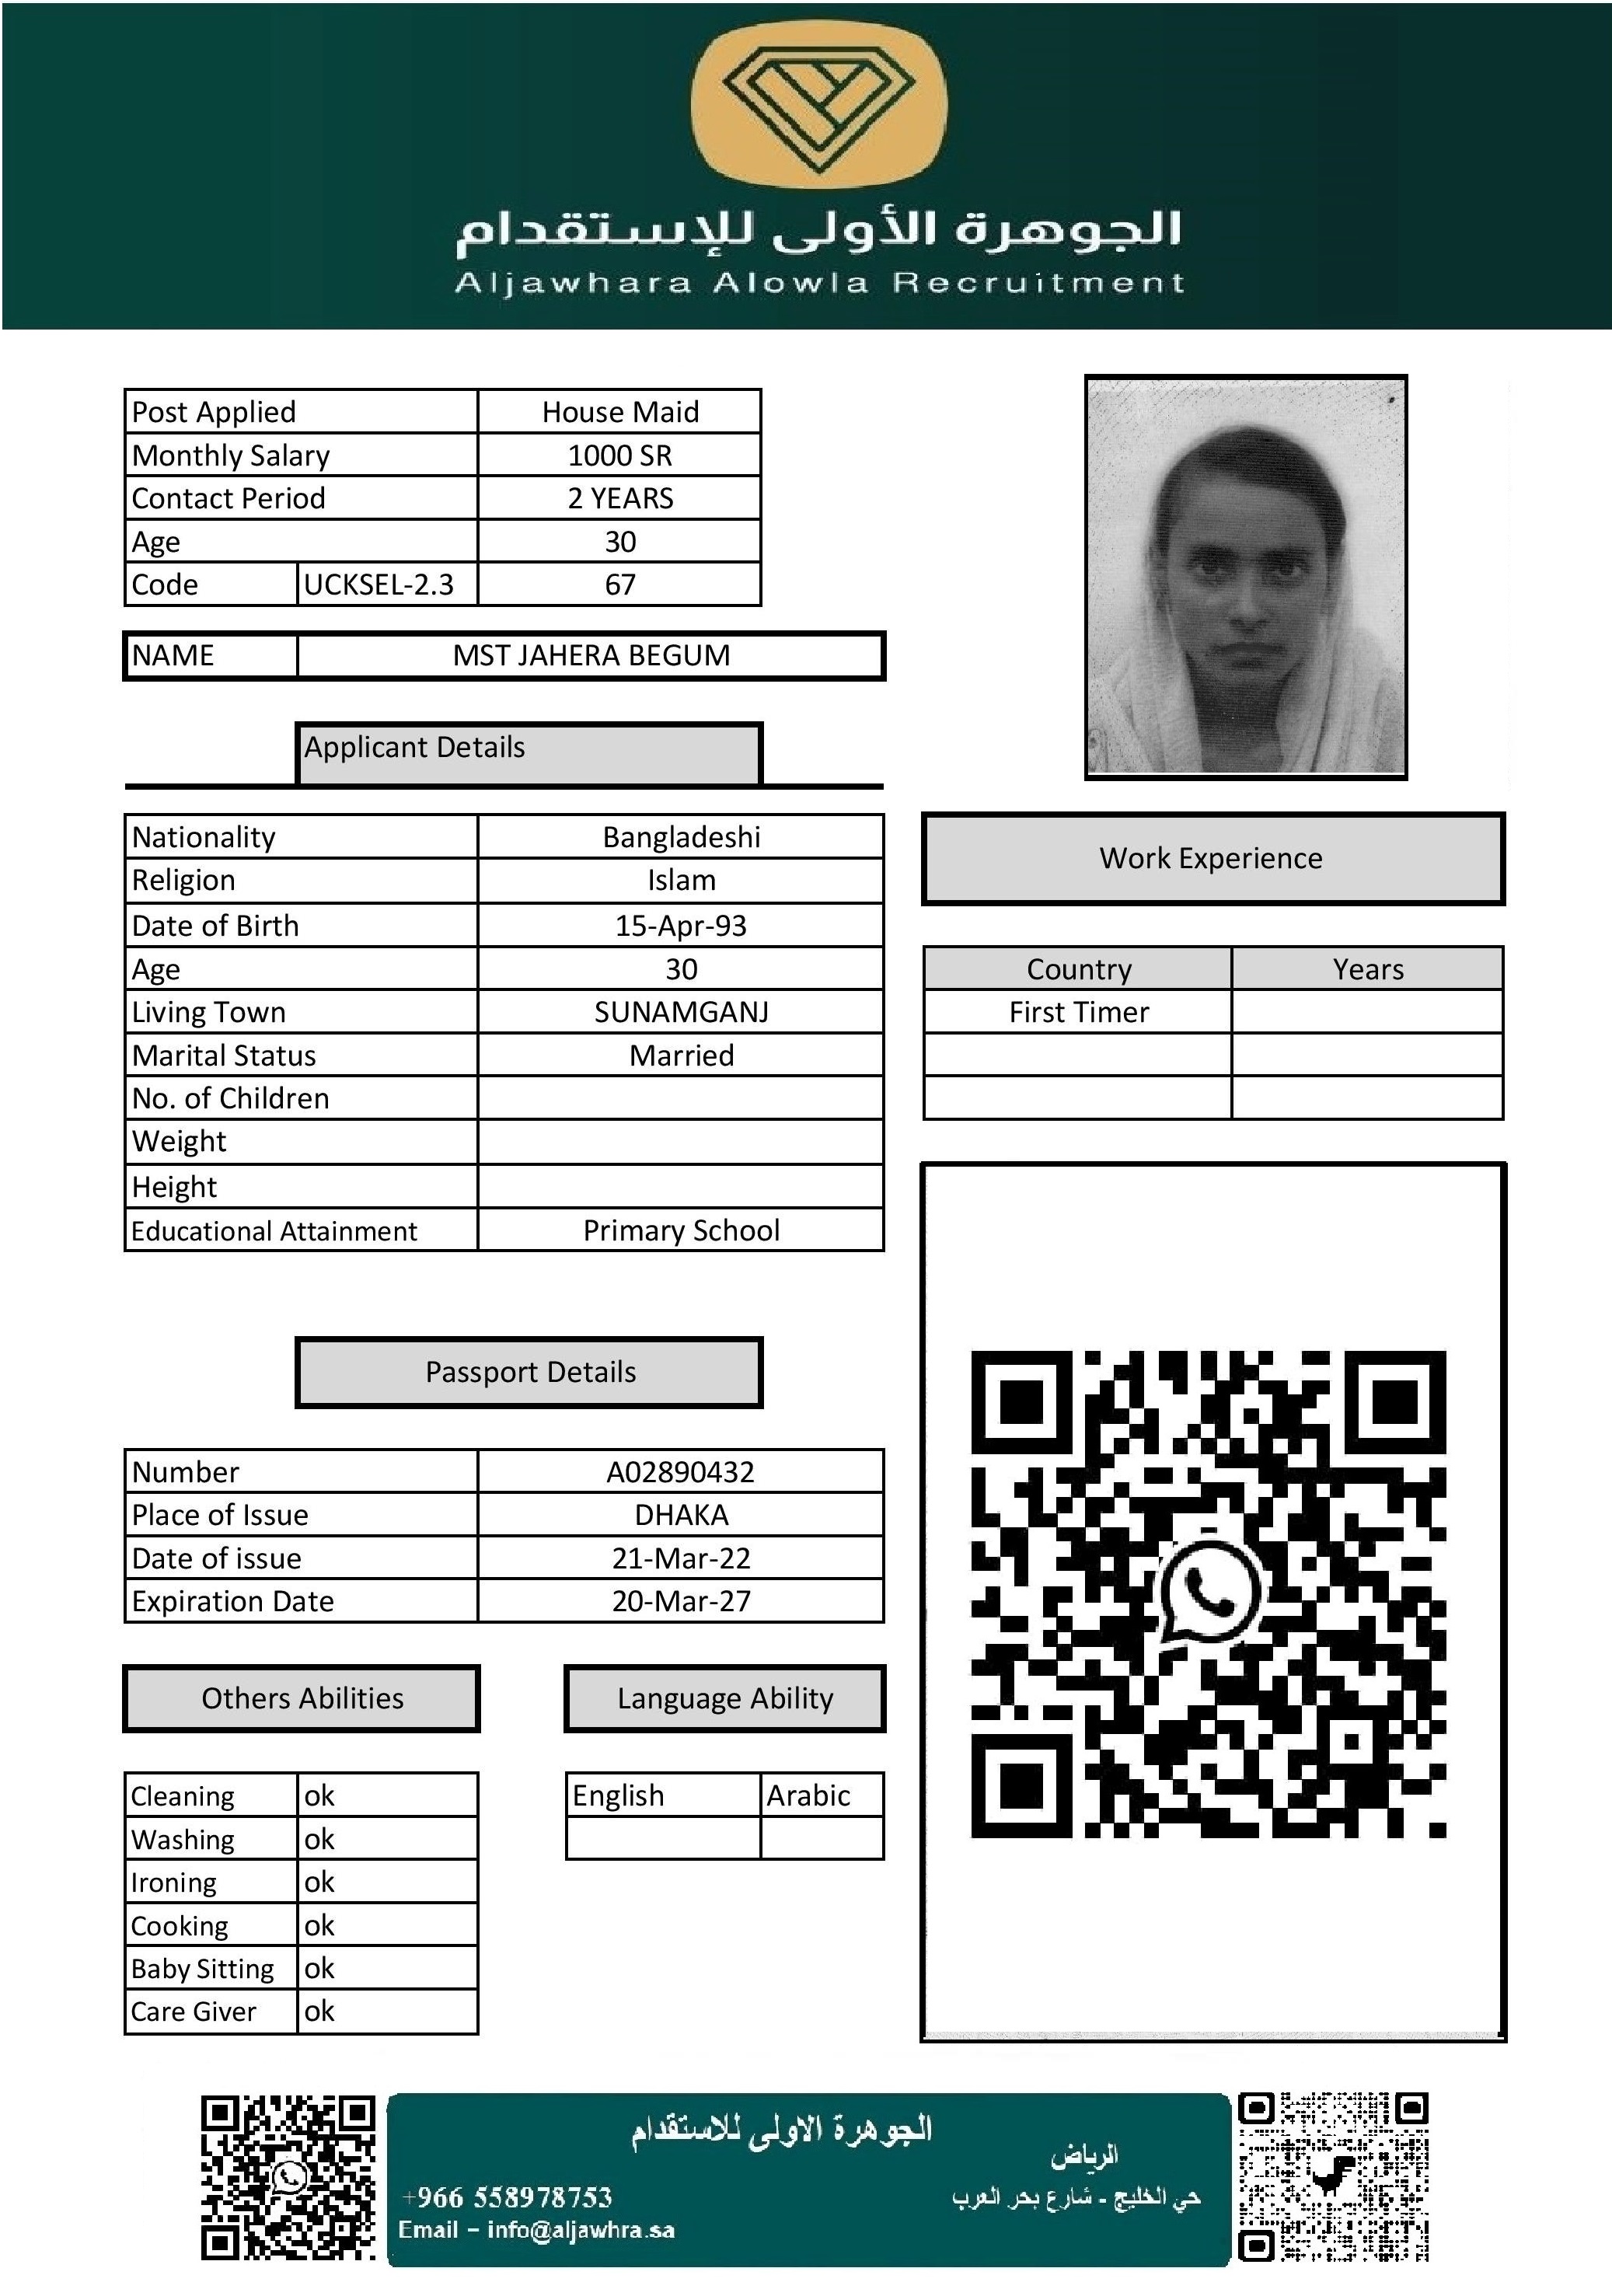 الجوهرة الأولى للإستقدام
Aljawhara Alowla Recruitment
Post Applied House Maid
Monthly Salary 1000 SR
Contact Period 2 YEARS
Age 30
Code UCKSEL-2.3 67
NAME MST JAHERA BEGUM
Applicant Details
Nationality Bangladeshi
Religion Islam
Date of Birth 15-Apr-93
Age 30
Living Town SUNAMGANJ
Marital Status Married
No. of Children
Weight
Height
Educational Attainment Primary School
Work Experience
Country Years
First Timer
Passport Details
Number A02890432
Place of Issue DHAKA
Date of issue 21-Mar-22
Expiration Date 20-Mar-27
Others Abilities
Cleaning ok
Washing ok
Ironing ok
Cooking ok
Baby Sitting ok
Care Giver ok
Language Ability
English Arabic
الجوهرة الاولى للاستقدام
الرياض
حي الخليج - شارع بحر العرب
+966 558978753
Email – info@aljawhra.sa